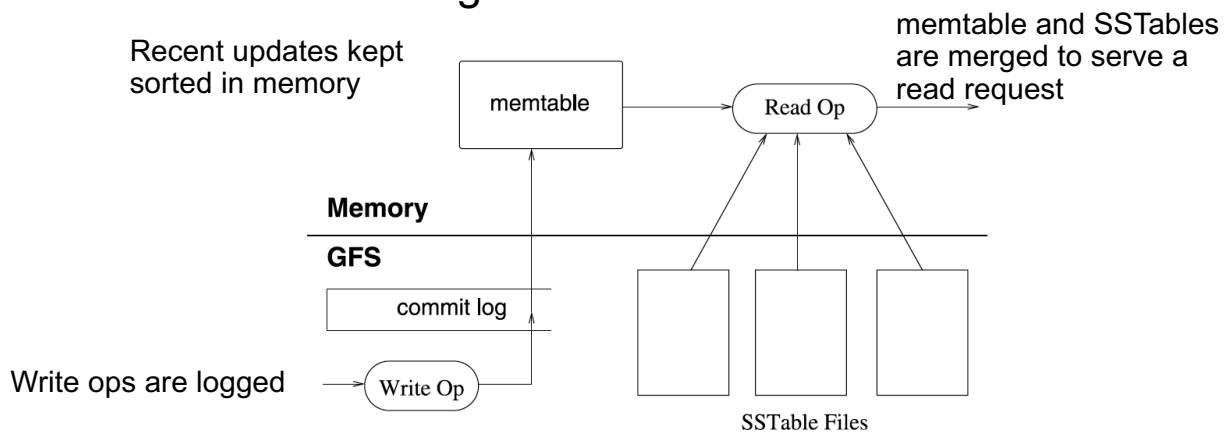 Recent updates kept
sorted in memory
memtable
Read Op
memtable and SSTables
are merged to serve a
read request
Memory
GFS
commit log
Write ops are logged
Write Op
SSTable Files